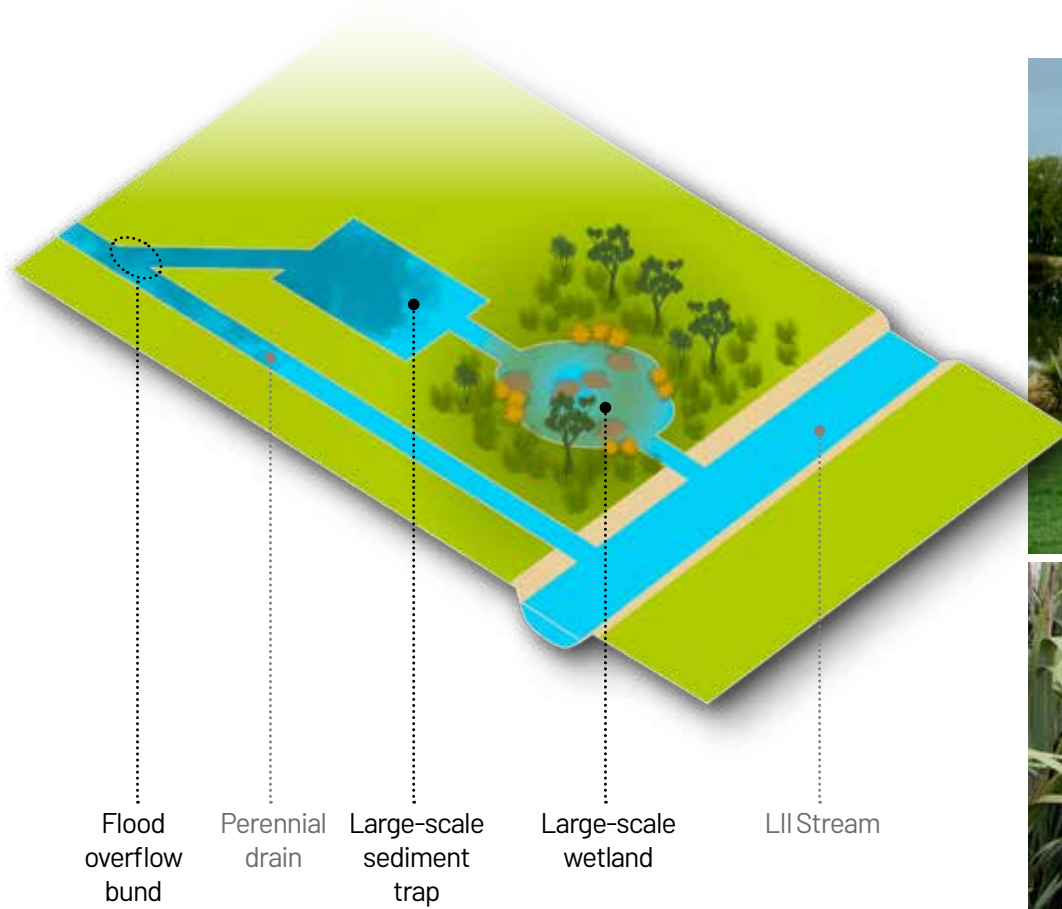 Flood
overflow
bund
Perennial
drain
Large-scale
sediment
trap
Large-scale
wetland
LII Stream